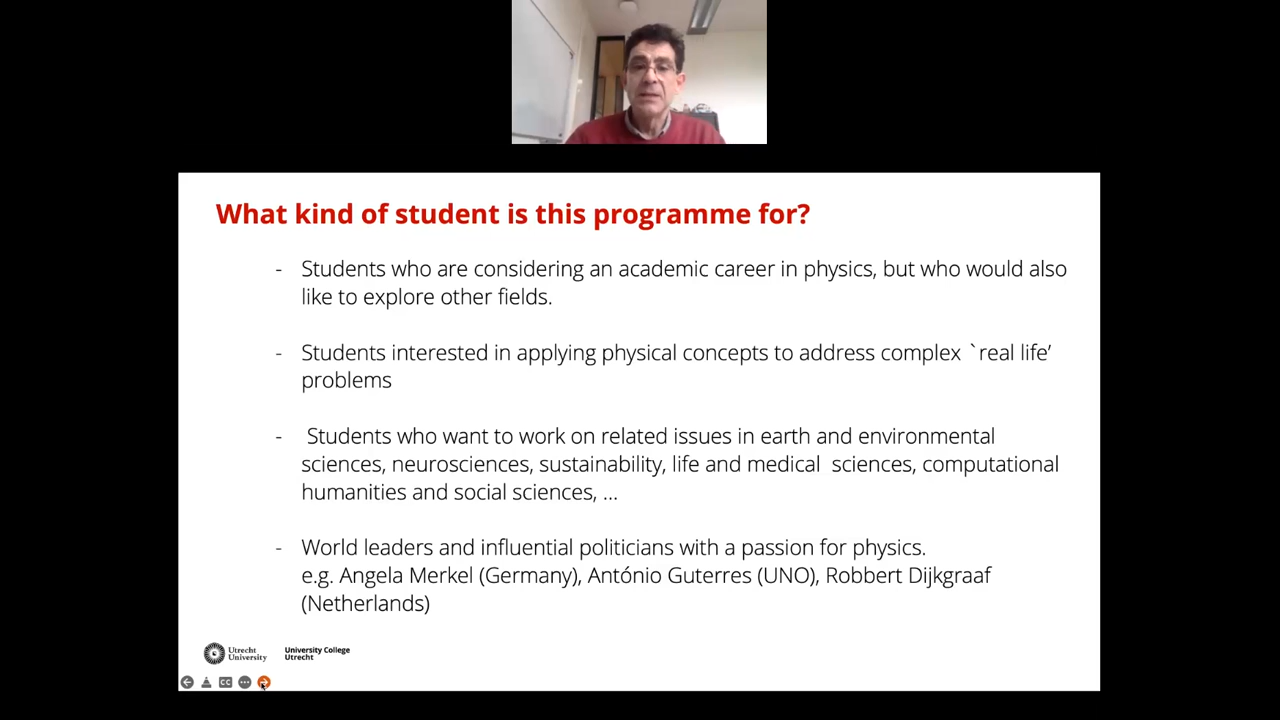 What kind of student is this programme for?
- Students who are considering an academic career in physics, but who would also
like to explore other fields.
- Students interested in applying physical concepts to address complex `real life’
problems
- Students who want to work on related issues in earth and environmental
sciences, neurosciences, sustainability, life and medical sciences, computational
humanities and social sciences, ...
- World leaders and influential politicians with a passion for physics.
e.g. Angela Merkel (Germany), António Guterres (UNO), Robbert Dijkgraaf
(Netherlands)
Utrecht
University
University College
Utrecht
CC